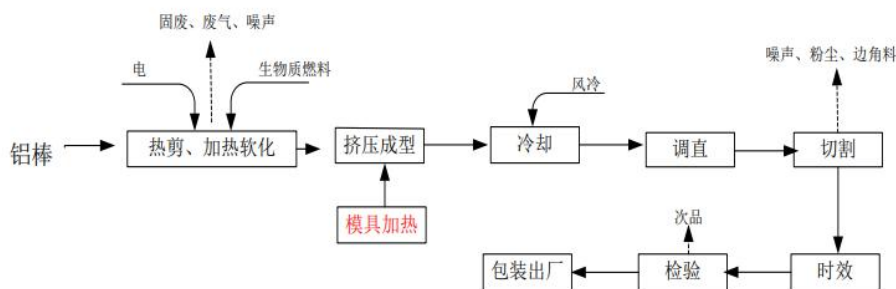 固废、废气、噪声
噪声、粉尘、边角料
电
生物质燃料
风冷
铝棒
热剪、加热软化
挤压成型
冷却
调直
切割
模具加热
次品
包装出厂
检验
时效